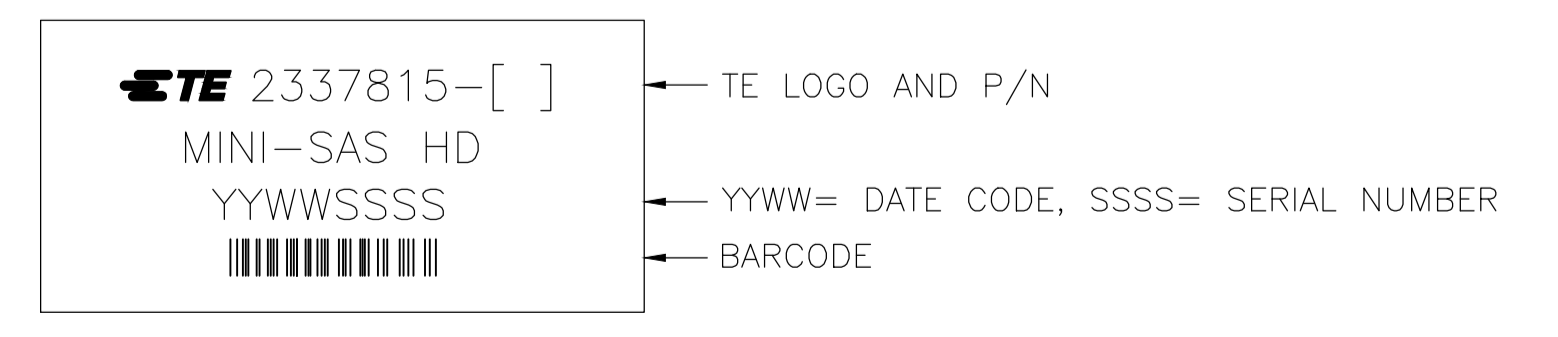 TE 2337815-[ ] TE LOGO AND P/N
MINI-SAS HD
YYWWSSSS YYWW= DATE CODE, SSSS= SERIAL NUMBER
BARCODE